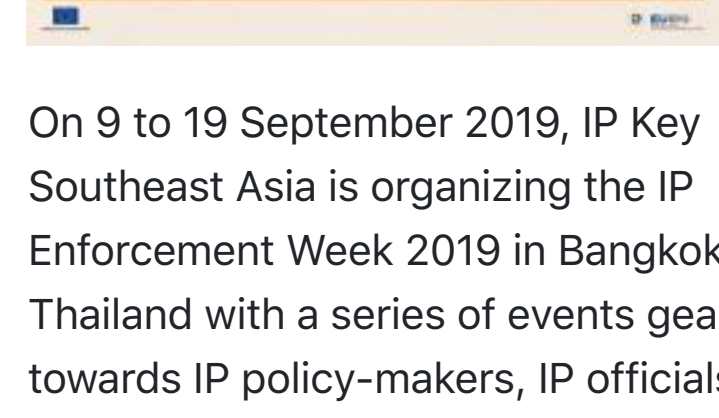 On 9 to 19 September 2019, IP Key
Southeast Asia is organizing the IP
Enforcement Week 2019 in Bangkok
Thailand with a series of events gea
towards IP policy-makers, IP officials